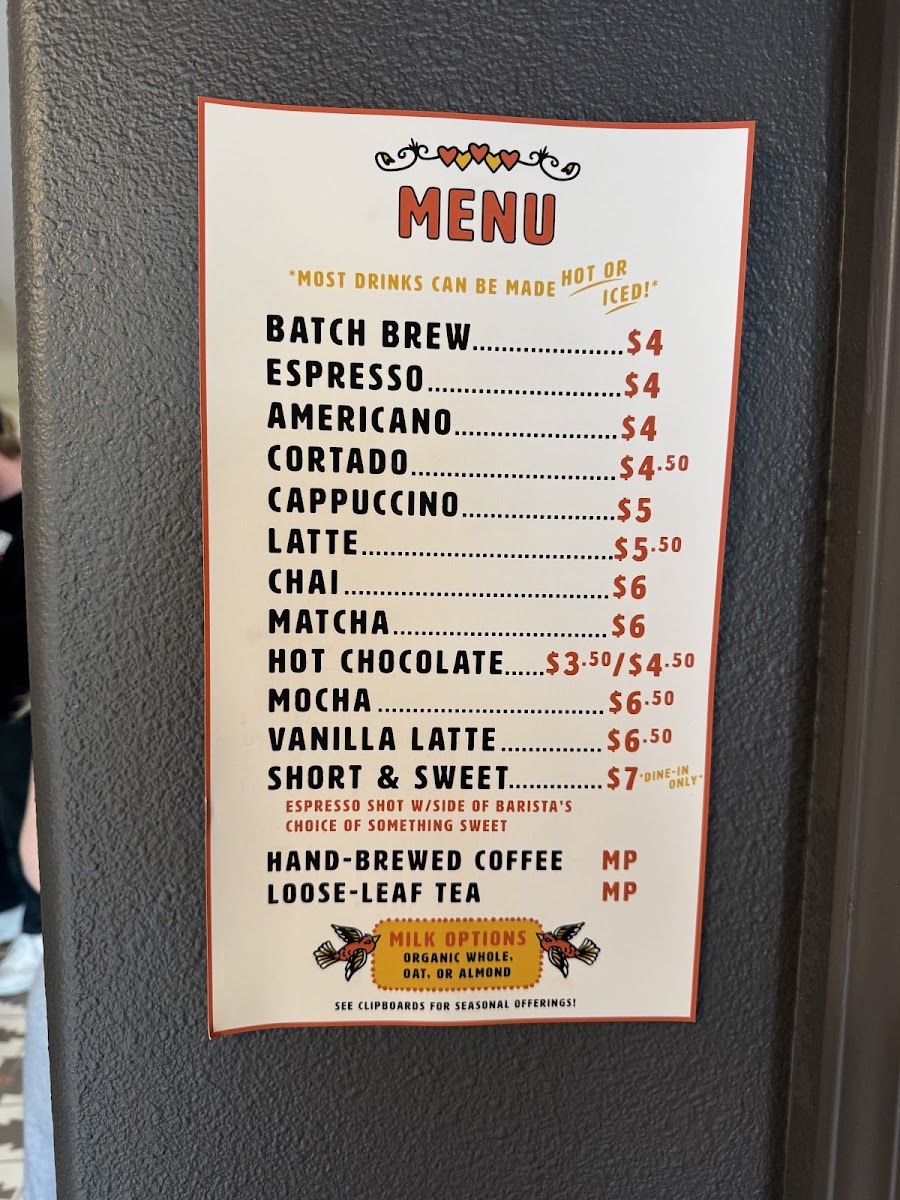 MENU
*MOST DRINKS CAN BE MADE HOT OR ICED!*
BATCH BREW....................$4
ESPRESSO.........................$4
AMERICANO.....................$4
CORTADO..........................$4.50
CAPPUCCINO....................$5
LATTE................................$5.50
CHAI..................................$6
MATCHA...........................$6
HOT CHOCOLATE.....$3.50/$4.50
MOCHA.............................$6.50
VANILLA LATTE.............$6.50
SHORT & SWEET............$7 *DINE-IN ONLY*
ESPRESSO SHOT W/SIDE OF BARISTA'S
CHOICE OF SOMETHING SWEET
HAND-BREWED COFFEE MP
LOOSE-LEAF TEA MP
MILK OPTIONS
ORGANIC WHOLE,
OAT, OR ALMOND
SEE CLIPBOARDS FOR SEASONAL OFFERINGS!